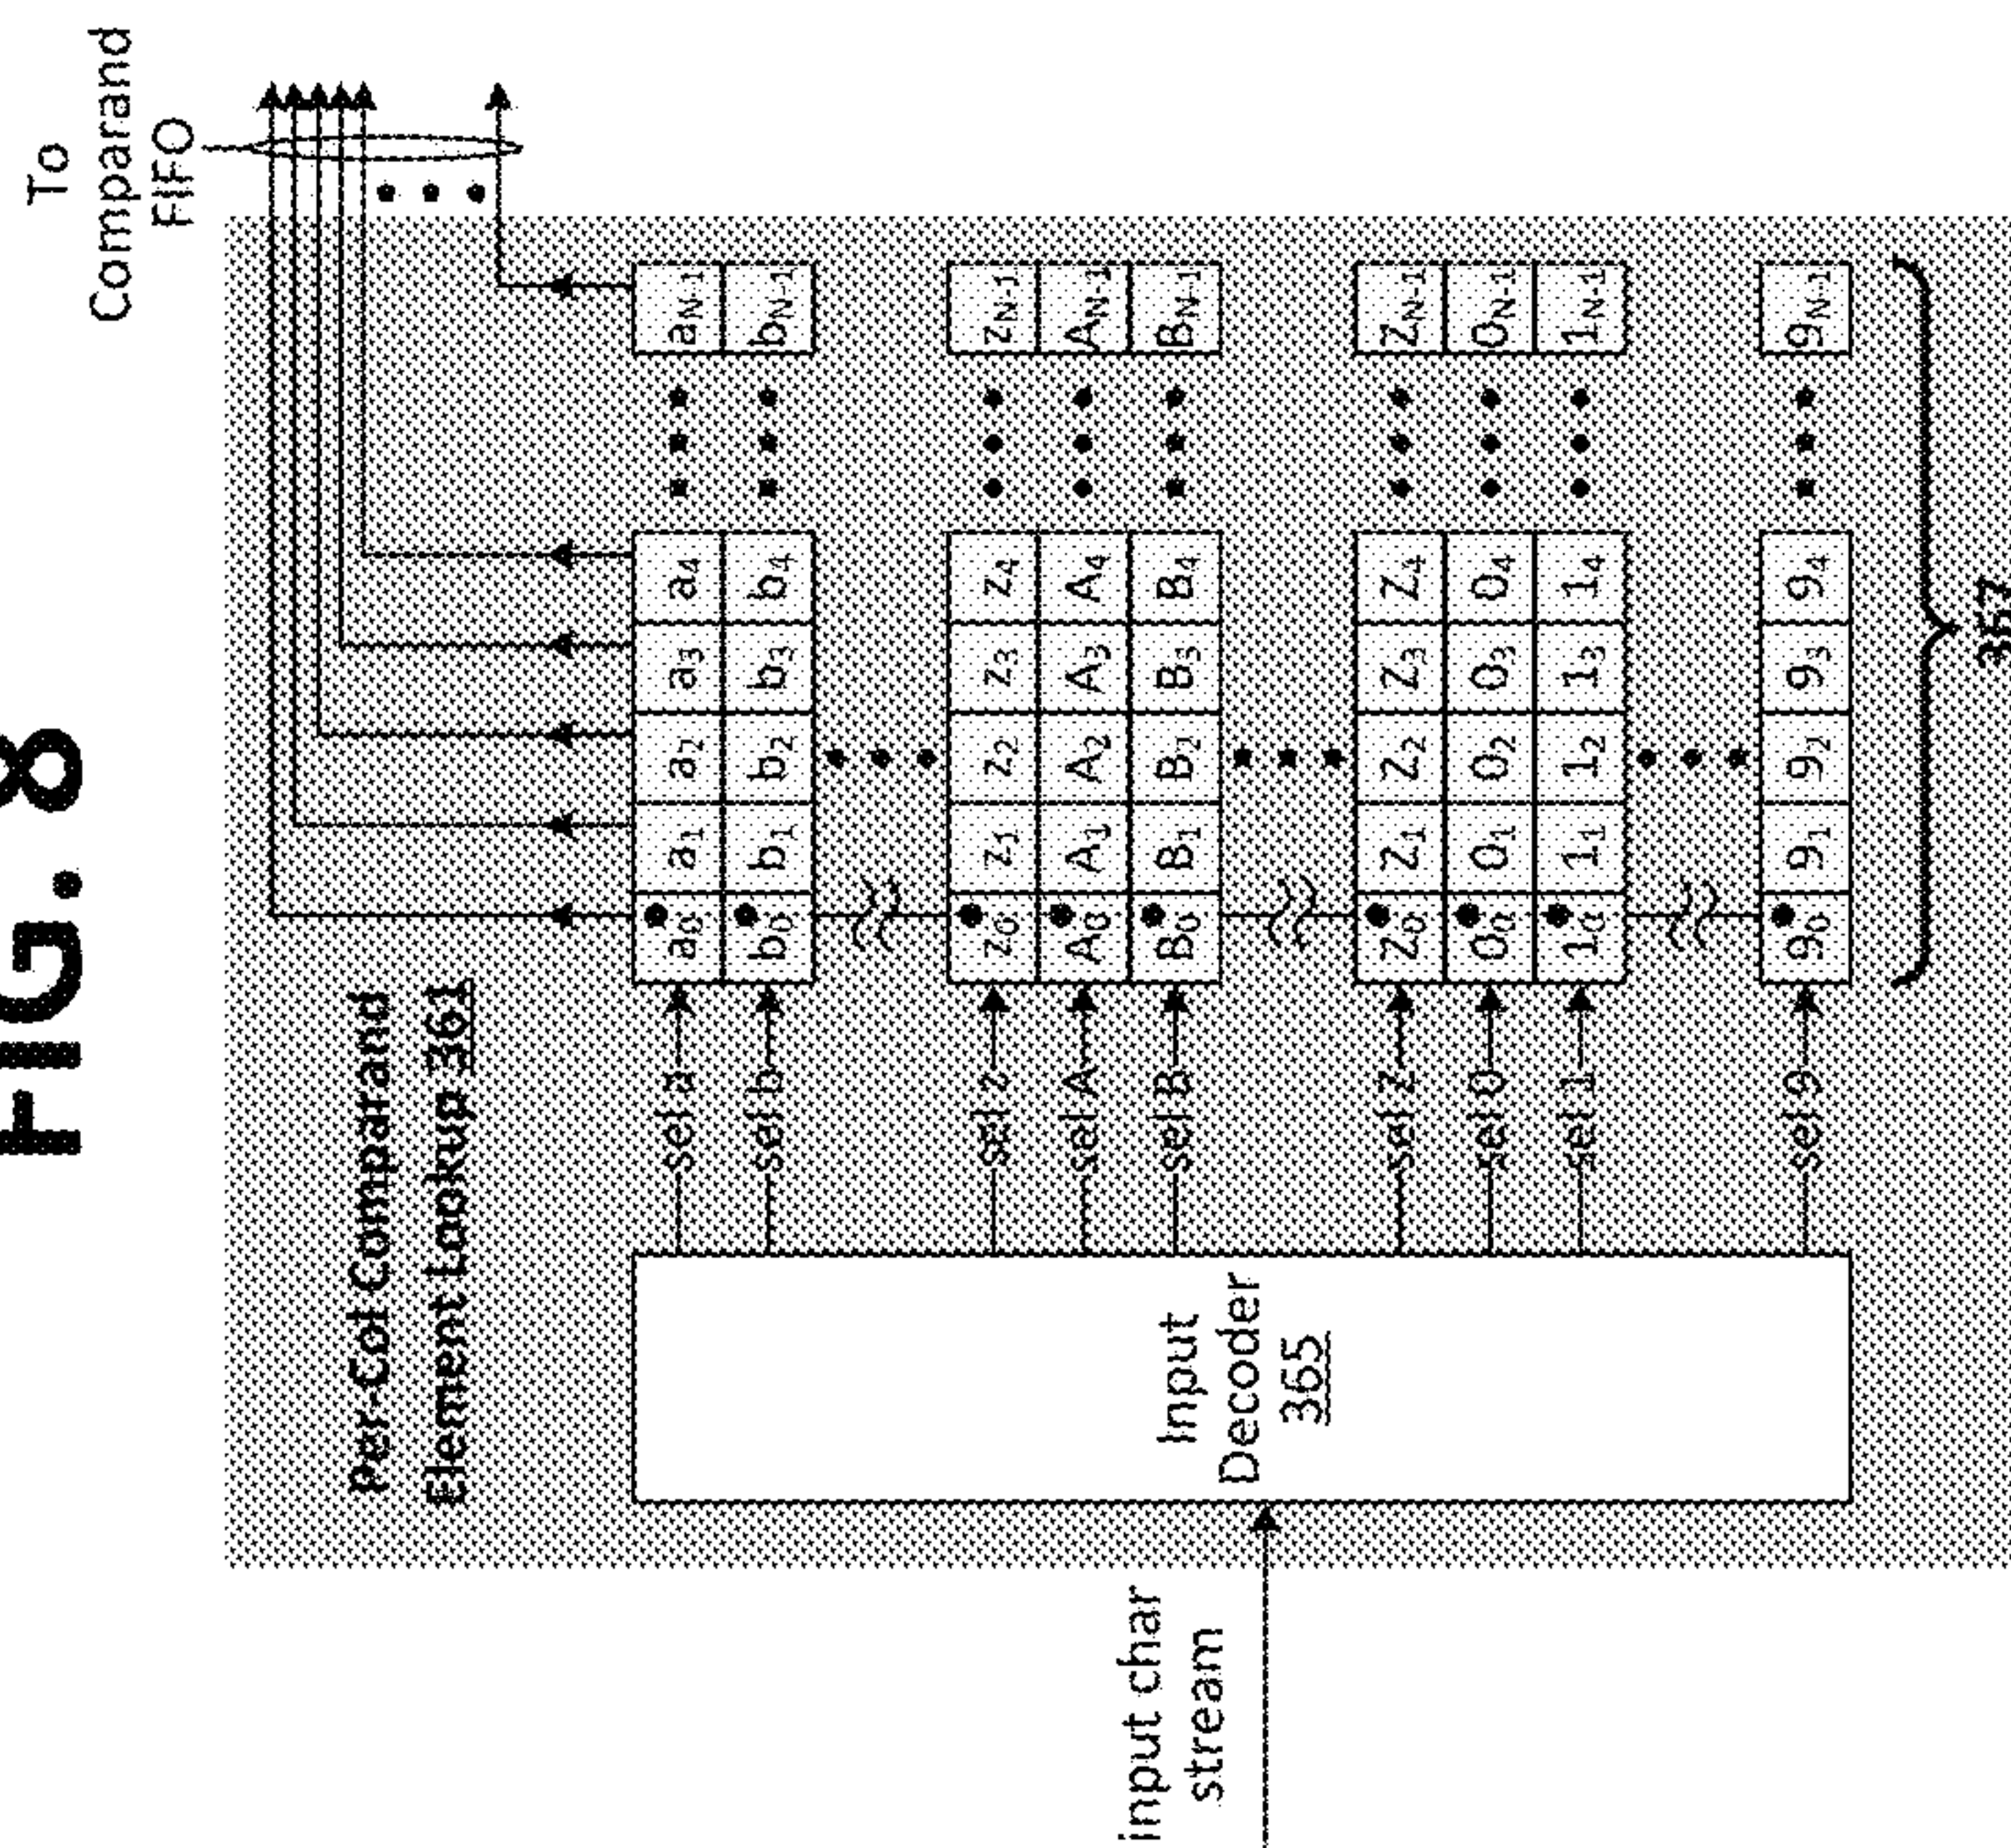 FIG. 8
To
Comparand
FIFO
Per-Col Comparand
Element Lookup 361
input char
stream
Input
Decoder
365
sel a
sel b
sel z
sel A
sel B
sel Z
sel 0
sel 1
sel 9
a0 a1 a2 a3 a4 aN-1
b0 b1 b2 b3 b4 bN-1
z0 z1 z2 z3 z4 zN-1
A0 A1 A2 A3 A4 AN-1
B0 B1 B2 B3 B4 BN-1
Z0 Z1 Z2 Z3 Z4 ZN-1
00 01 02 03 04 0N-1
10 11 12 13 14 1N-1
90 91 92 93 94 9N-1
367